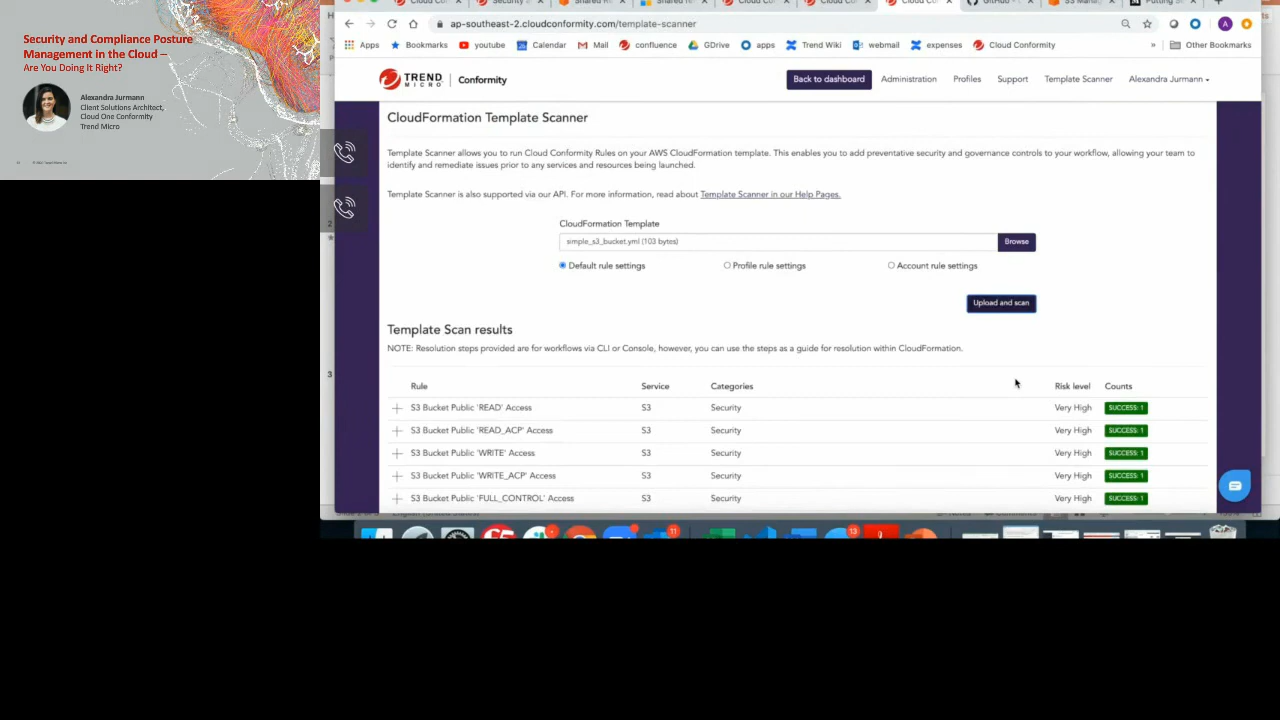 Security and Compliance Posture
Management in the Cloud –
Are You Doing It Right?
Alexandra Jurmann
Client Solutions Architect,
Cloud One Conformity
Trend Micro
ap-southeast-2.cloudconformity.com/template-scanner
Apps
Bookmarks
youtube
Calendar
Mail
confluence
GDrive
apps
Trend Wiki
webmail
expenses
Cloud Conformity
»
Other Bookmarks
TREND MICRO
Conformity
Back to dashboard
Administration
Profiles
Support
Template Scanner
Alexandra Jurmann
CloudFormation Template Scanner
Template Scanner allows you to run Cloud Conformity Rules on your AWS CloudFormation template. This enables you to add preventative security and governance controls to your workflow, allowing your team to
identify and remediate issues prior to any services and resources being launched.
Template Scanner is also supported via our API. For more information, read about Template Scanner in our Help Pages.
CloudFormation Template
simple_s3_bucket.yml (103 bytes)
Browse
Default rule settings
Profile rule settings
Account rule settings
Upload and scan
Template Scan results
NOTE: Resolution steps provided are for workflows via CLI or Console, however, you can use the steps as a guide for resolution within CloudFormation.
Rule Service Categories Risk level Counts
S3 Bucket Public 'READ' Access S3 Security Very High SUCCESS: 1
S3 Bucket Public 'READ_ACP' Access S3 Security Very High SUCCESS: 1
S3 Bucket Public 'WRITE' Access S3 Security Very High SUCCESS: 1
S3 Bucket Public 'WRITE_ACP' Access S3 Security Very High SUCCESS: 1
S3 Bucket Public 'FULL_CONTROL' Access S3 Security Very High SUCCESS: 1
2
3
11
13